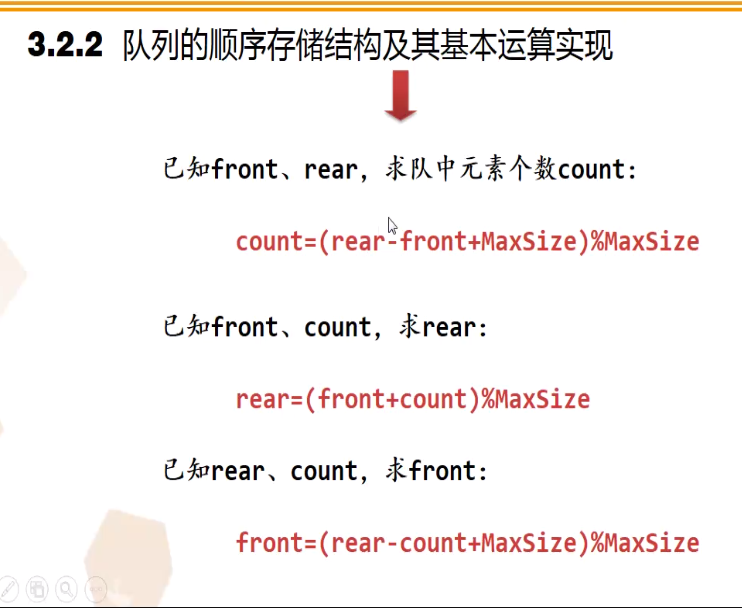 3.2.2 队列的顺序存储结构及其基本运算实现
已知front、rear，求队中元素个数count：
count=(rear-front+MaxSize)%MaxSize
已知front、count，求rear：
rear=(front+count)%MaxSize
已知rear、count，求front：
front=(rear-count+MaxSize)%MaxSize